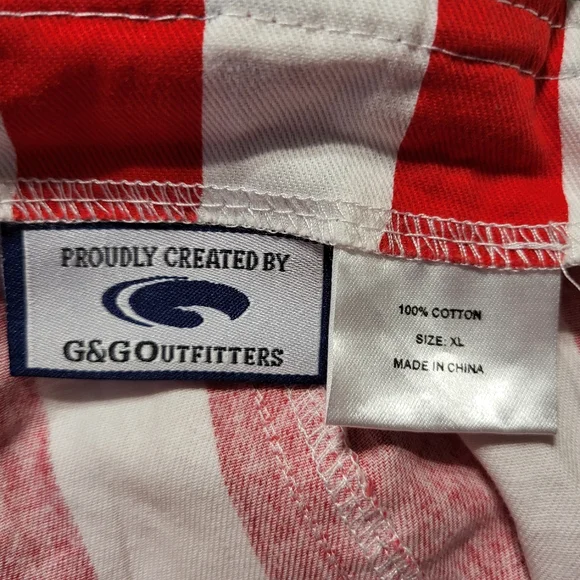 PROUDLY CREATED BY
G&G OUTFITTERS
100% COTTON
SIZE: XL
MADE IN CHINA